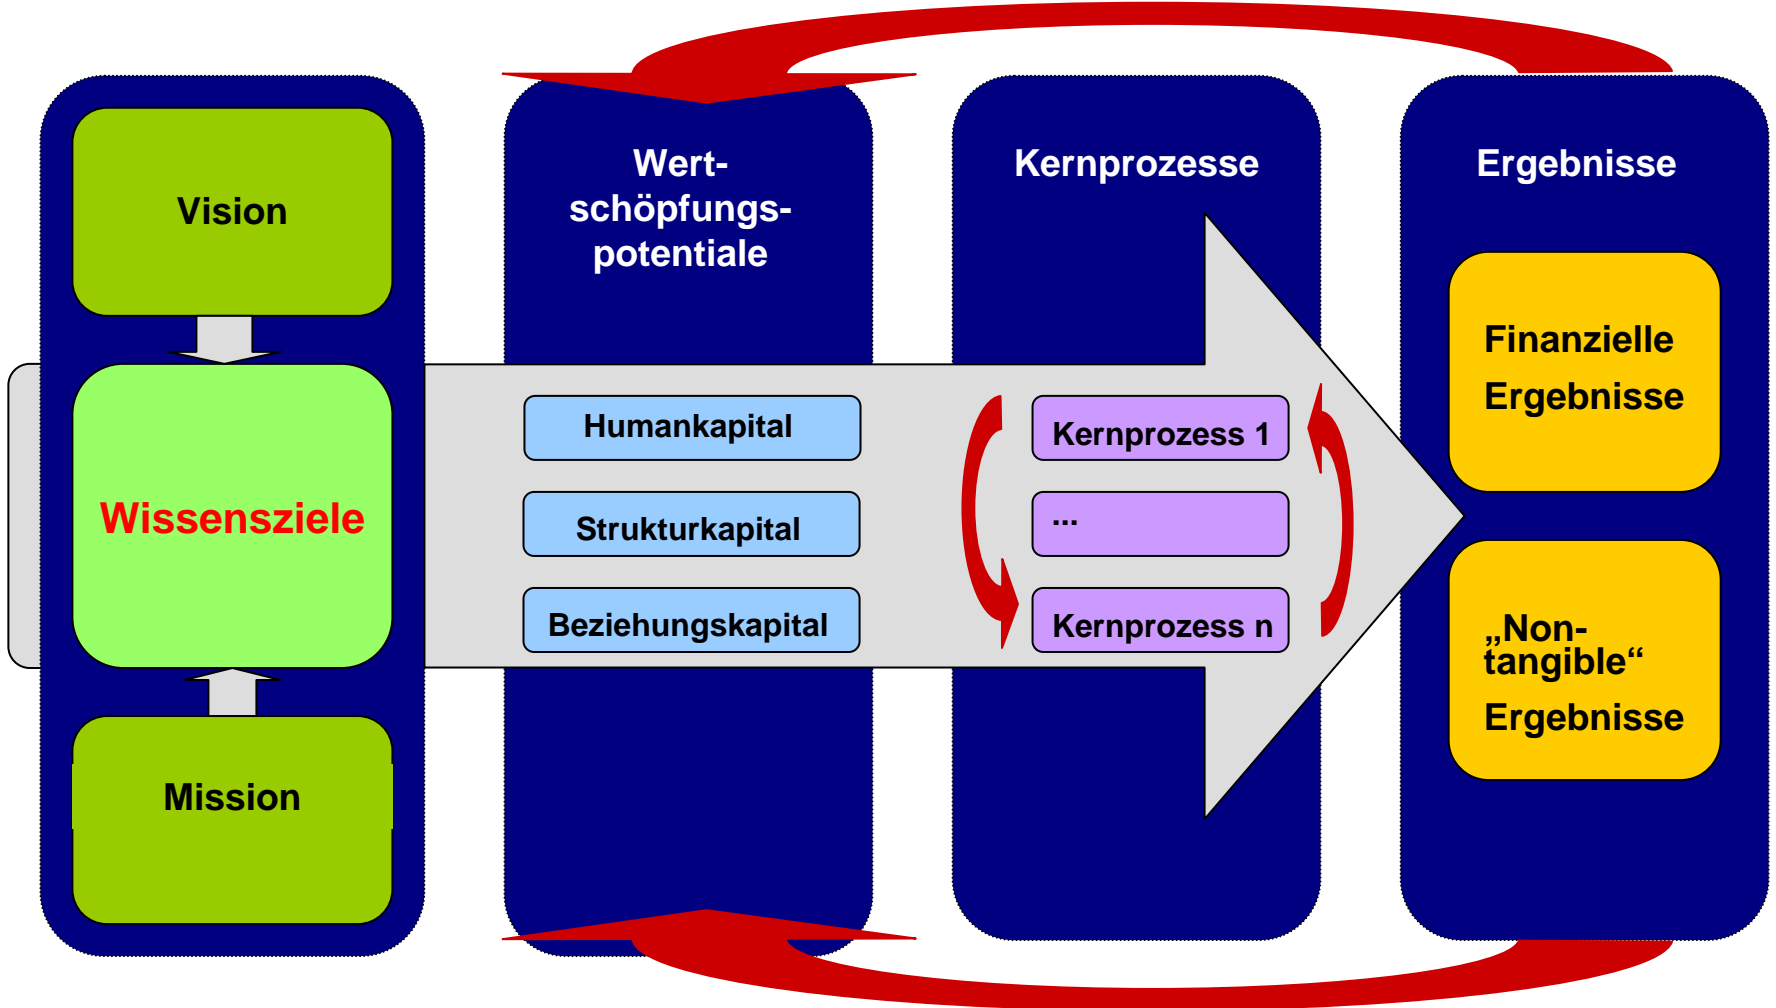 Vision
Wissensziele
Mission
Wert-
schöpfungs-
potentiale
Humankapital
Strukturkapital
Beziehungskapital
Kernprozesse
Kernprozess 1
...
Kernprozess n
Ergebnisse
Finanzielle
Ergebnisse
„Non-
tangible“
Ergebnisse